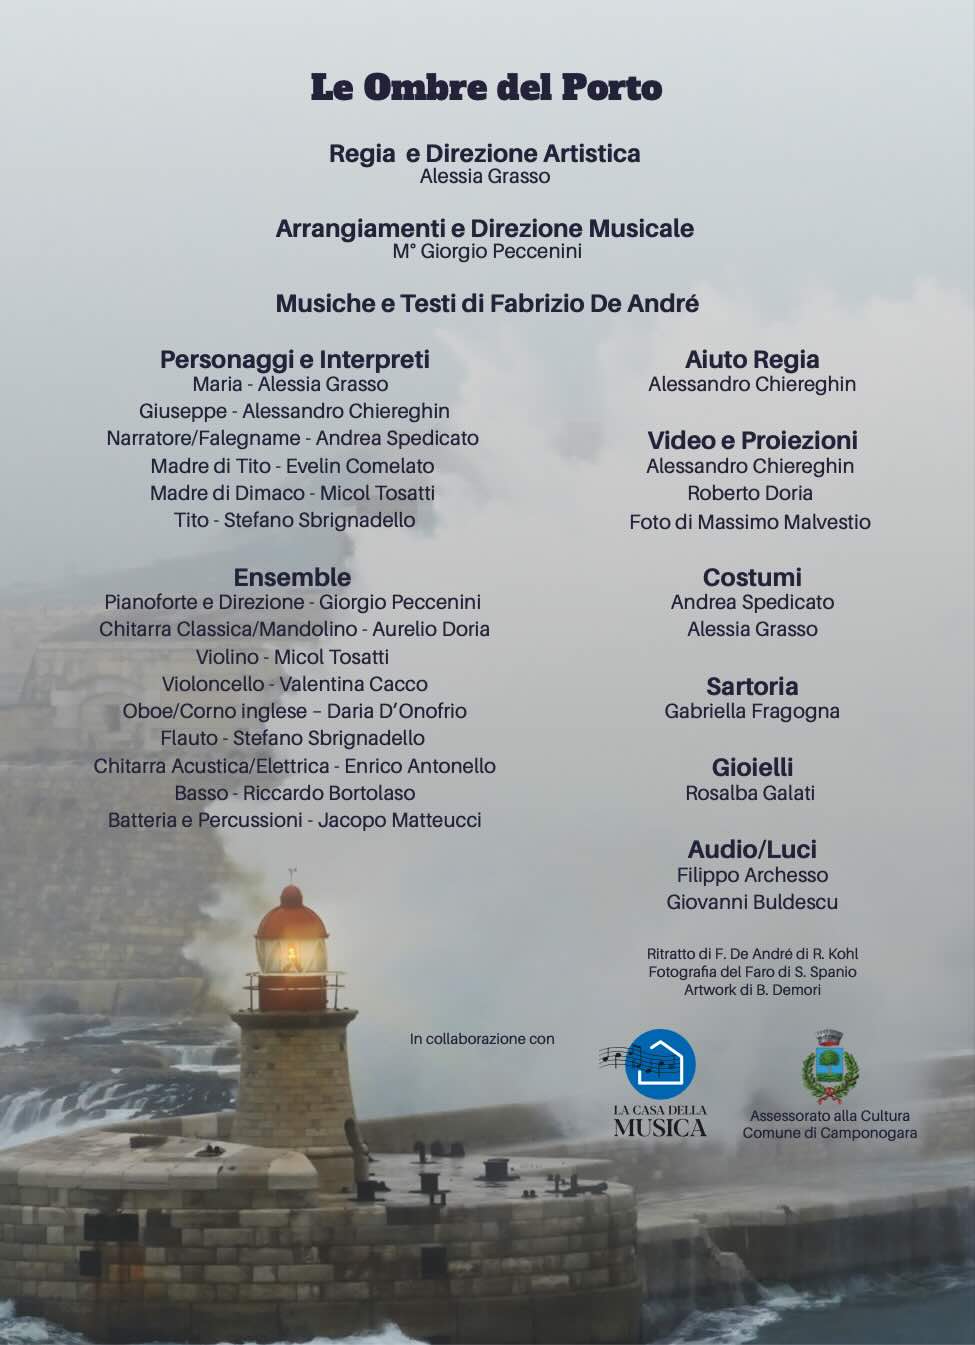 Le Ombre del Porto
Regia e Direzione Artistica
Alessia Grasso
Arrangiamenti e Direzione Musicale
M° Giorgio Peccenini
Musiche e Testi di Fabrizio De André
Personaggi e Interpreti
Maria - Alessia Grasso
Giuseppe - Alessandro Chiereghin
Narratore/Falegname - Andrea Spedicato
Madre di Tito - Evelin Comelato
Madre di Dimaco - Micol Tosatti
Tito - Stefano Sbrignadello
Ensemble
Pianoforte e Direzione - Giorgio Peccenini
Chitarra Classica/Mandolino - Aurelio Doria
Violino - Micol Tosatti
Violoncello - Valentina Cacco
Oboe/Corno inglese – Daria D’Onofrio
Flauto - Stefano Sbrignadello
Chitarra Acustica/Elettrica - Enrico Antonello
Basso - Riccardo Bortolaso
Batteria e Percussioni - Jacopo Matteucci
Aiuto Regia
Alessandro Chiereghin
Video e Proiezioni
Alessandro Chiereghin
Roberto Doria
Foto di Massimo Malvestio
Costumi
Andrea Spedicato
Alessia Grasso
Sartoria
Gabriella Fragogna
Gioielli
Rosalba Galati
Audio/Luci
Filippo Archesso
Giovanni Buldescu
Ritratto di F. De André di R. Kohl
Fotografia del Faro di S. Spanio
Artwork di B. Demori
In collaborazione con
LA CASA DELLA
MUSICA
Assessorato alla Cultura
Comune di Camponogara